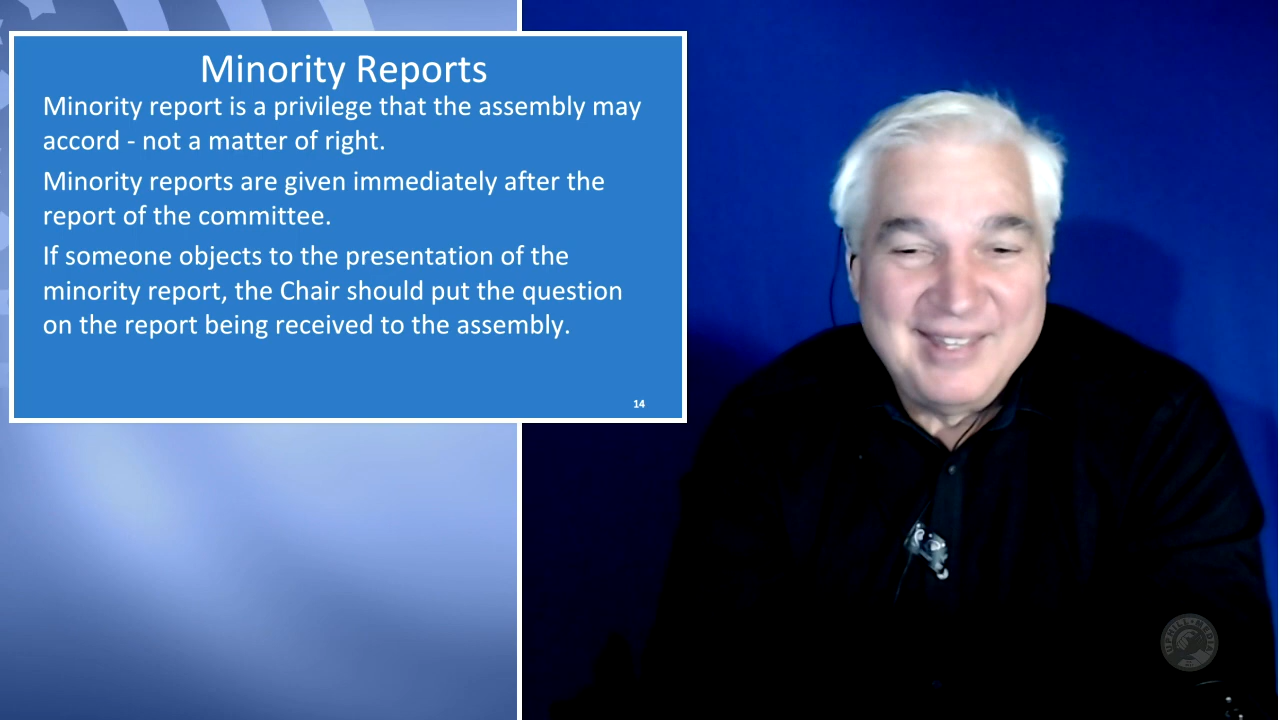 Minority Reports
Minority report is a privilege that the assembly may
accord - not a matter of right.
Minority reports are given immediately after the
report of the committee.
If someone objects to the presentation of the
minority report, the Chair should put the question
on the report being received to the assembly.
14